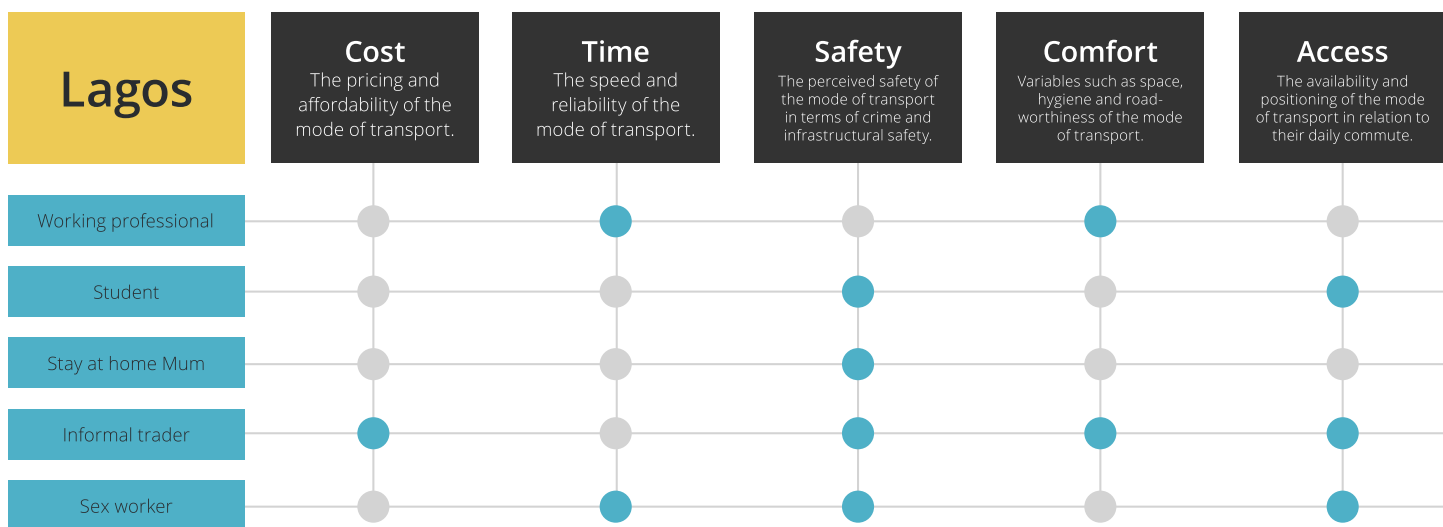 Lagos
Cost
The pricing and
affordability of the
mode of transport.
Time
The speed and
reliability of the
mode of transport.
Safety
The perceived safety of
the mode of transport
in terms of crime and
infrastructural safety.
Comfort
Variables such as space,
hygiene and road-
worthiness of the mode
of transport.
Access
The availability and
positioning of the mode
of transport in relation to
their daily commute.
Working professional
Student
Stay at home Mum
Informal trader
Sex worker